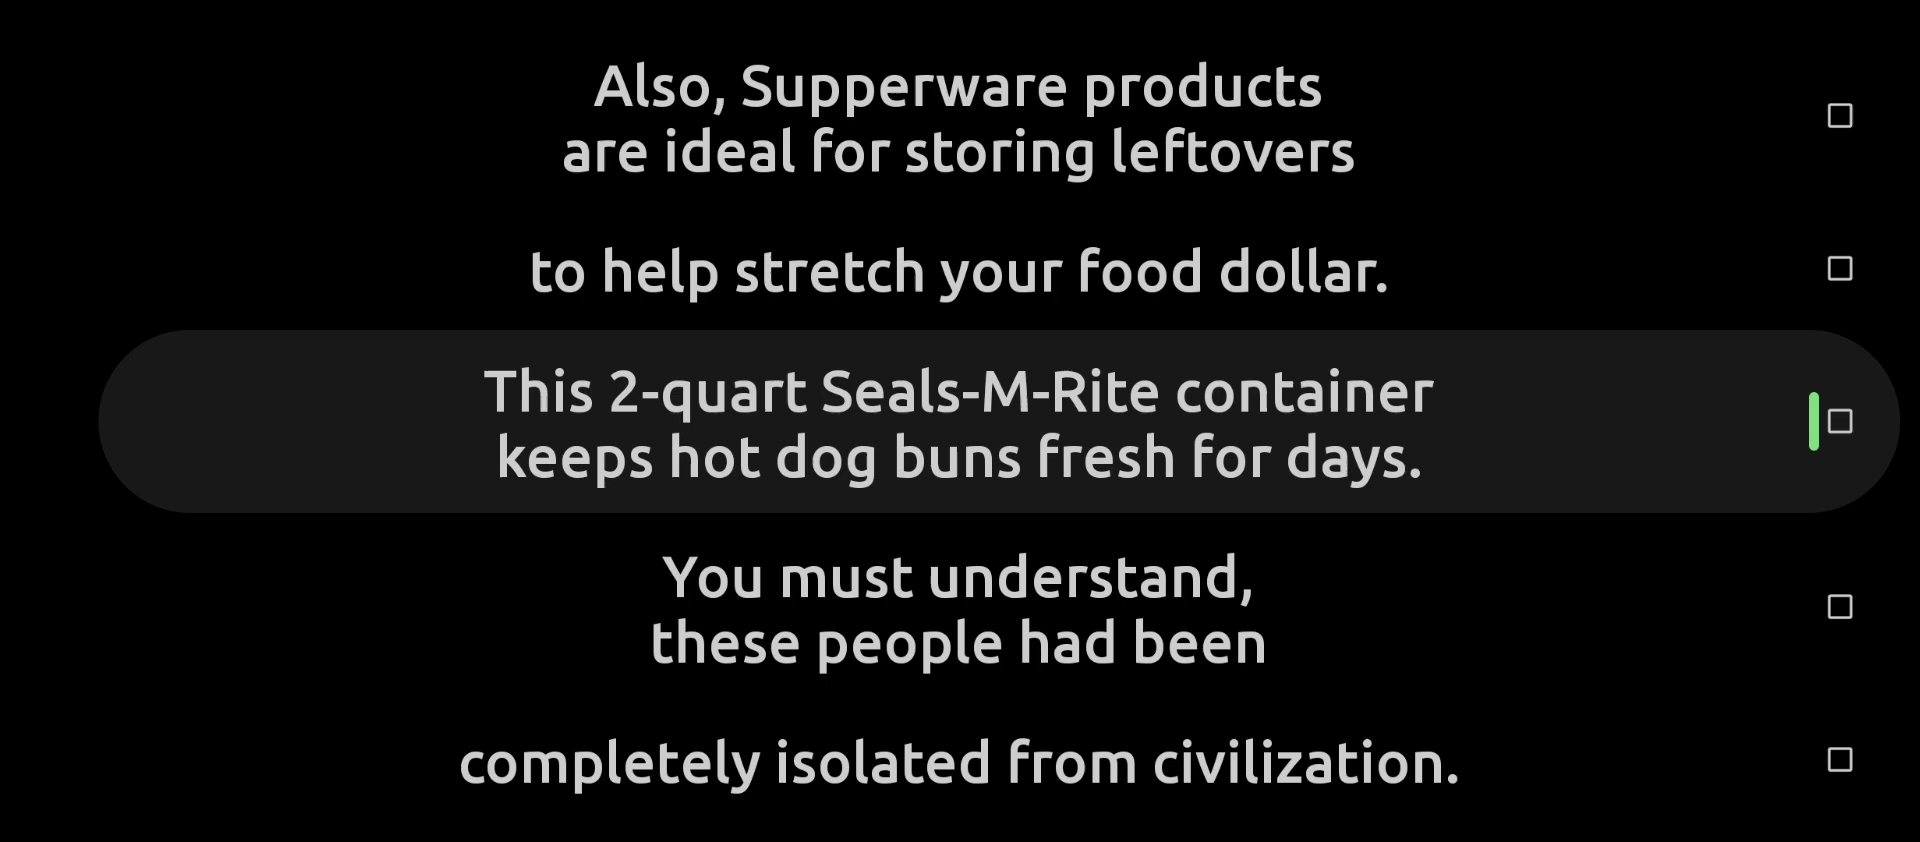 Also, Supperware products
are ideal for storing leftovers
to help stretch your food dollar.
This 2-quart Seals-M-Rite container
keeps hot dog buns fresh for days.
You must understand,
these people had been
completely isolated from civilization.